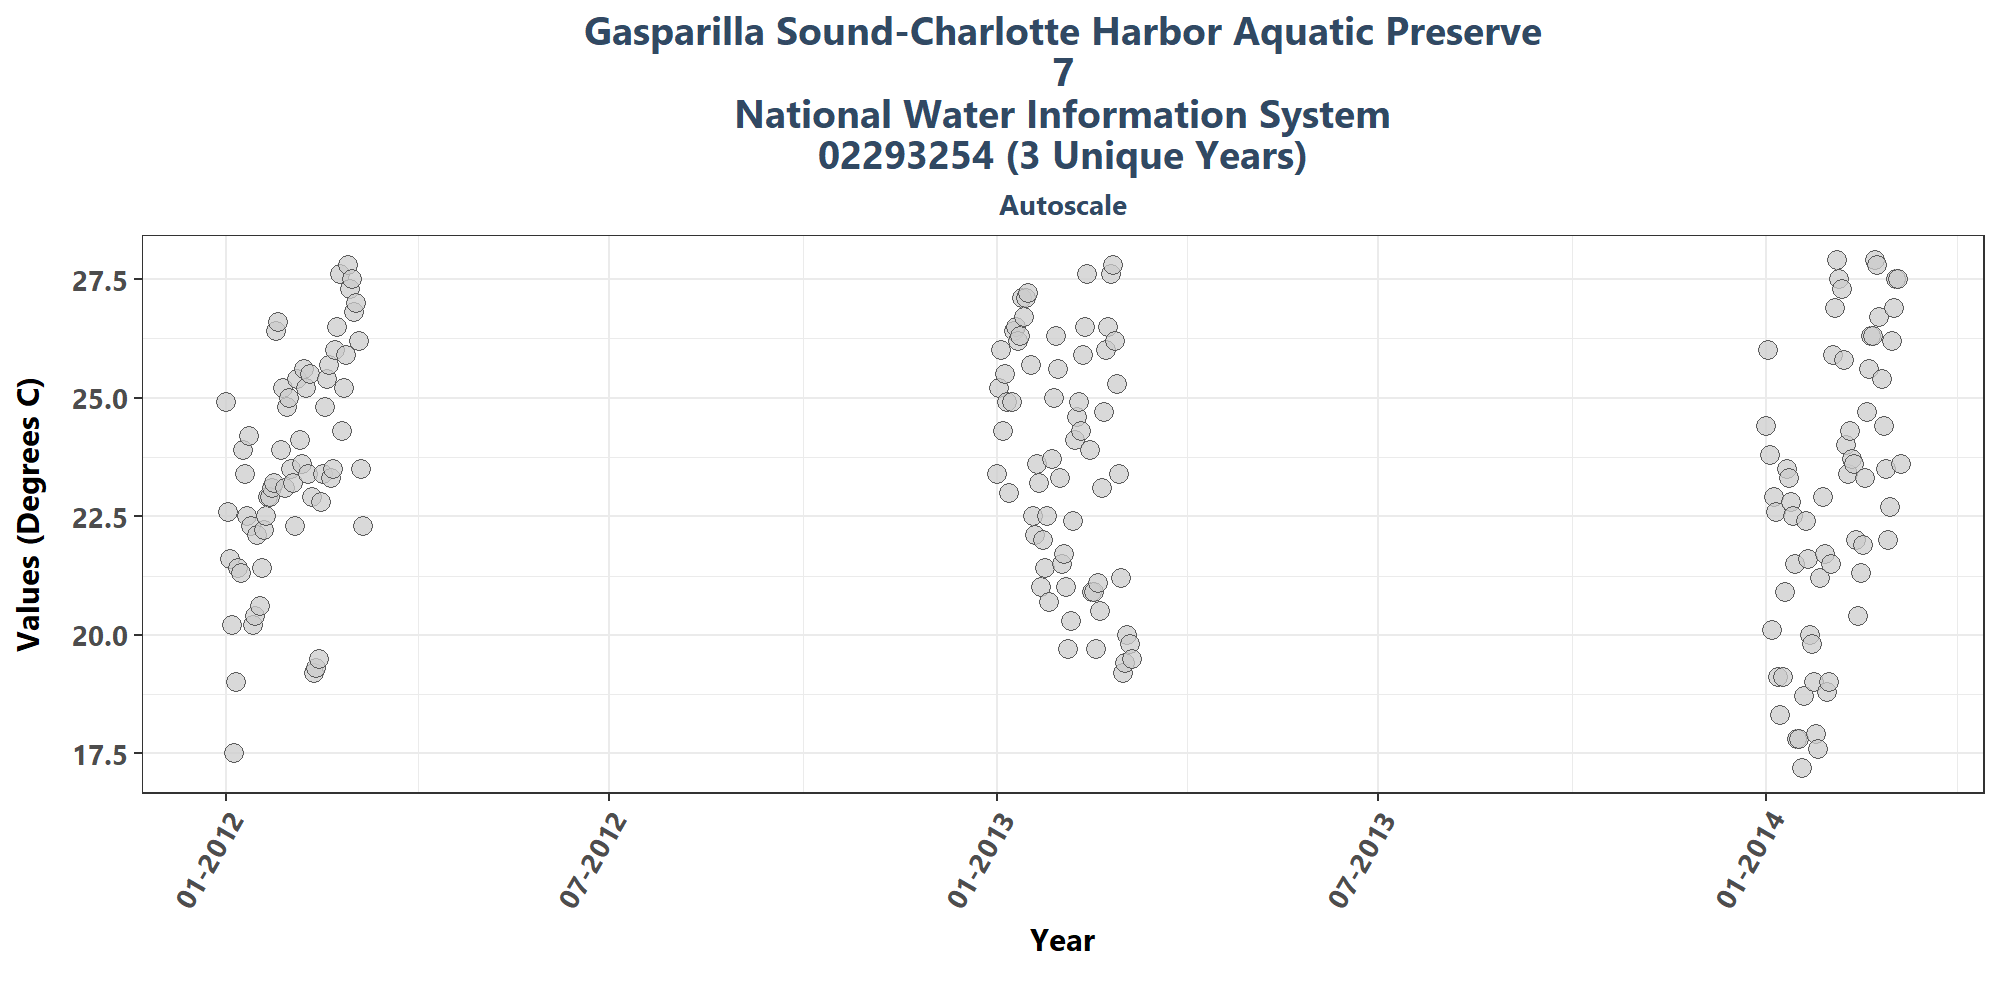 Gasparilla Sound-Charlotte Harbor Aquatic Preserve
7
National Water Information System
02293254 (3 Unique Years)
Autoscale
Values (Degrees C)
27.5
25.0
22.5
20.0
17.5
01-2012
07-2012
01-2013
07-2013
01-2014
Year